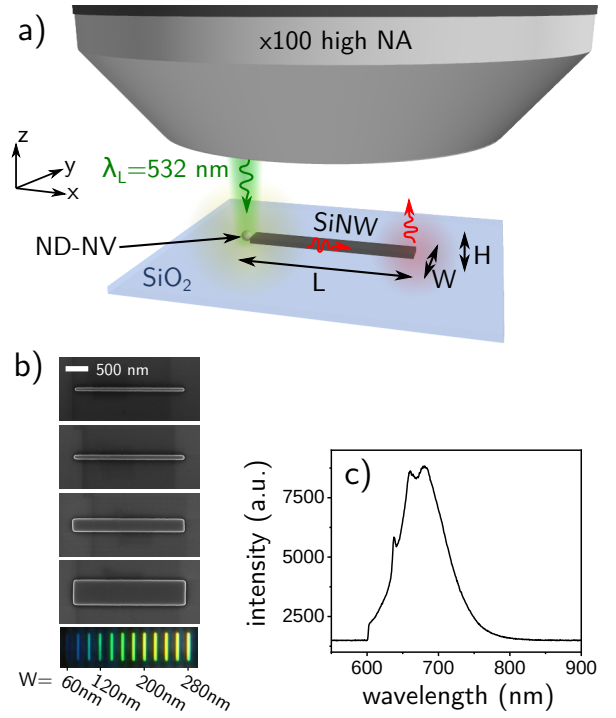 a)
x100 high NA
z
y
x
λL=532 nm
SiNW
ND-NV
H
W
L
SiO2
b)
500 nm
W=
60nm
120nm
200nm
280nm
c)
7500
5000
2500
intensity (a.u.)
600
700
800
900
wavelength (nm)